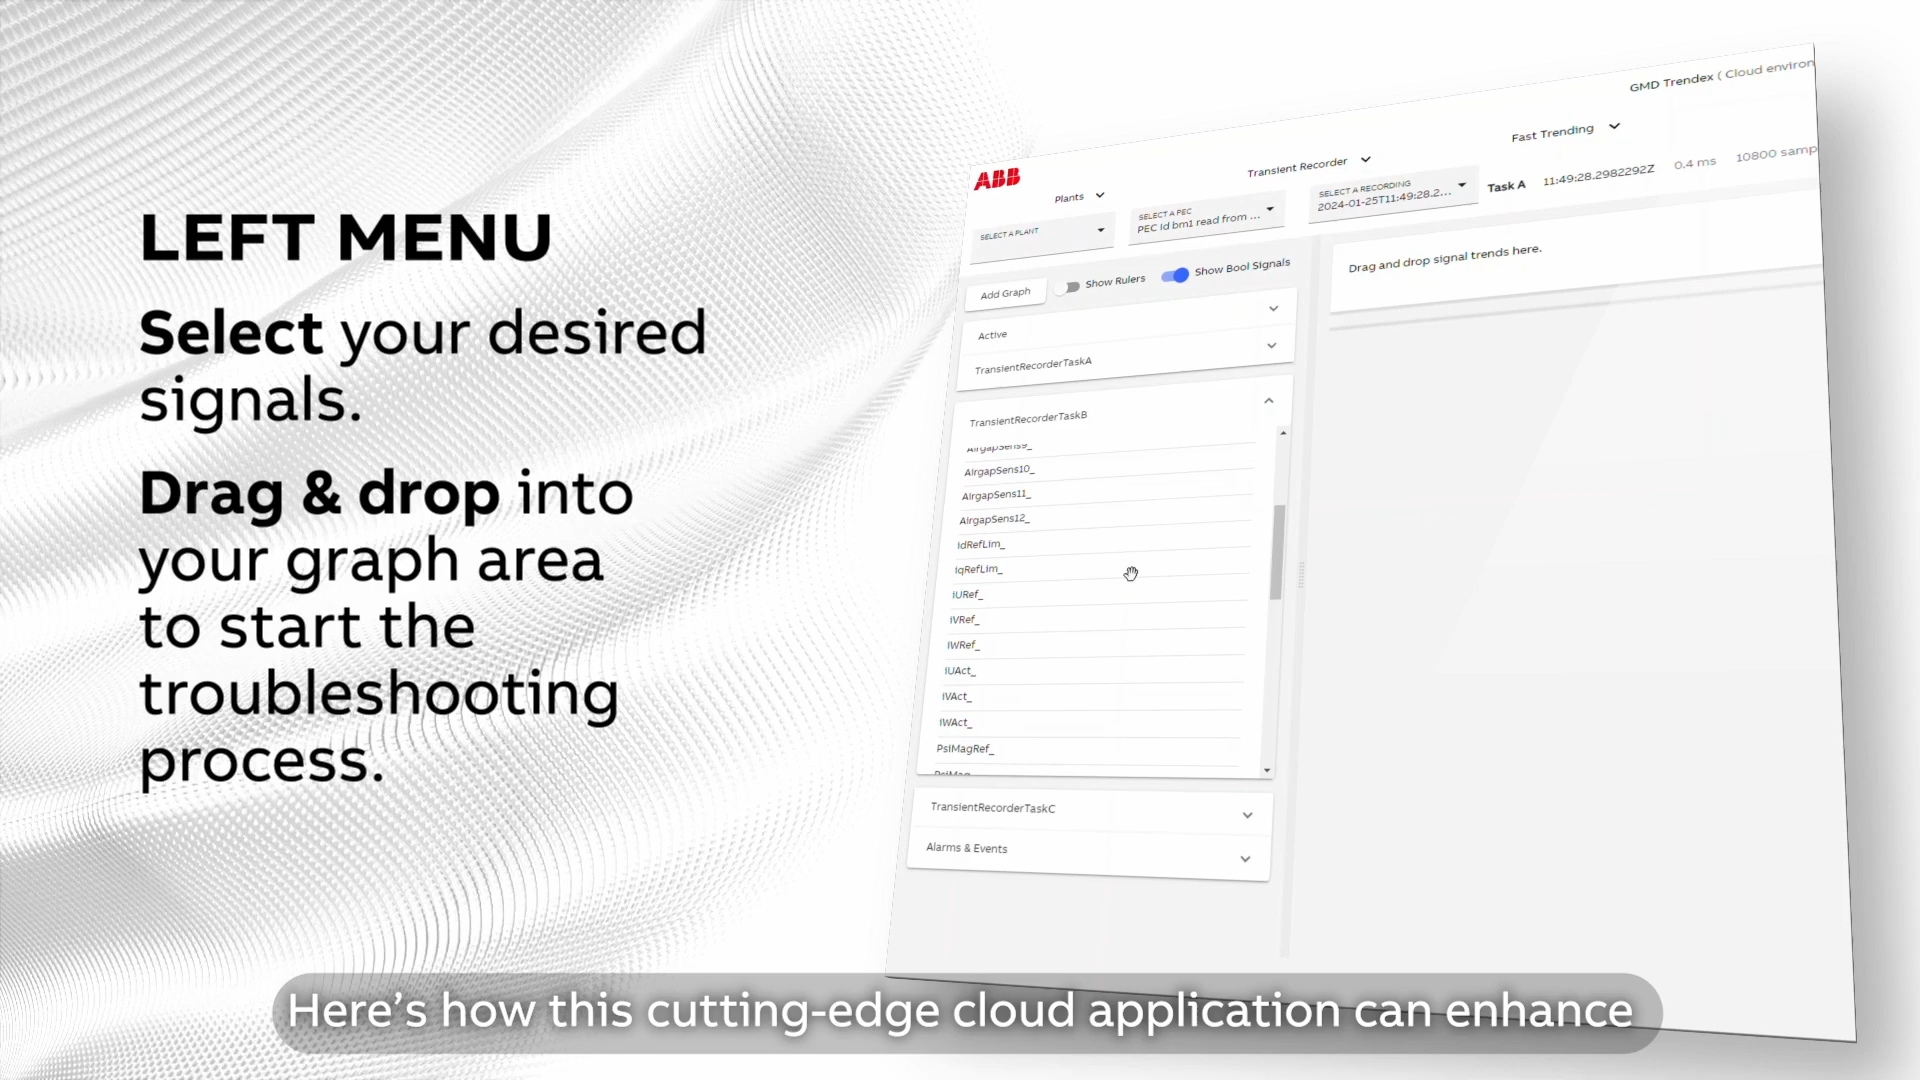 LEFT MENU
Select your desired
signals.
Drag & drop into
your graph area
to start the
troubleshooting
process.
GMD Trendex ( Cloud environ
ABB
Plants
Transient Recorder
Fast Trending
SELECT A PLANT
SELECT A PEC
PEC Id bm1 read from ...
SELECT A RECORDING
2024-01-25T11:49:28.2...
Task A
11:49:28.2982292Z
0.4 ms
10800 samp
Add Graph
Show Rulers
Show Bool Signals
Drag and drop signal trends here.
Active
TransientRecorderTaskA
TransientRecorderTaskB
AirgapSens9_
AirgapSens10_
AirgapSens11_
AirgapSens12_
idRefLim_
iqRefLim_
iURef_
iVRef_
iWRef_
iUAct_
iVAct_
iWAct_
PsiMagRef_
PsiMag
TransientRecorderTaskC
Alarms & Events
Here's how this cutting-edge cloud application can enhance